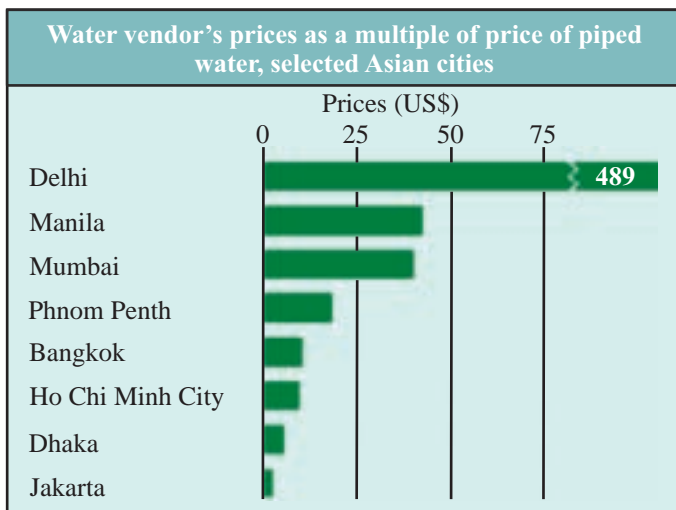 Water vendor's prices as a multiple of price of piped
water, selected Asian cities
Prices (US$)
0 25 50 75
Delhi 489
Manila
Mumbai
Phnom Penth
Bangkok
Ho Chi Minh City
Dhaka
Jakarta